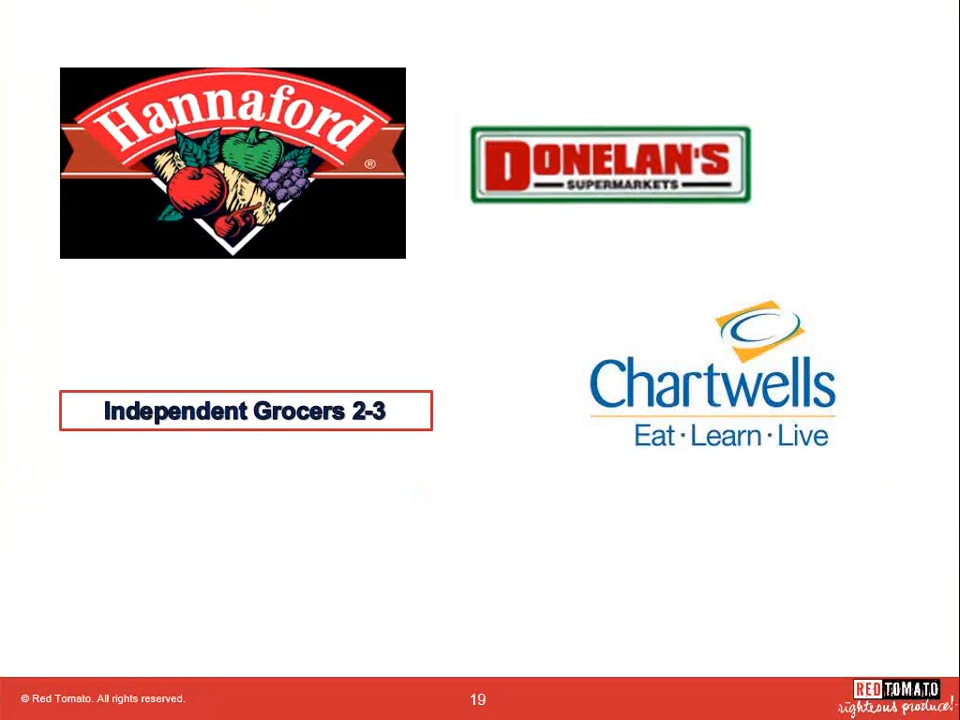 Hannaford
®
DONELAN'S
SUPERMARKETS
Chartwells
Eat · Learn · Live
Independent Grocers 2-3
© Red Tomato. All rights reserved.
19
RED TOMATO
righteous produce!